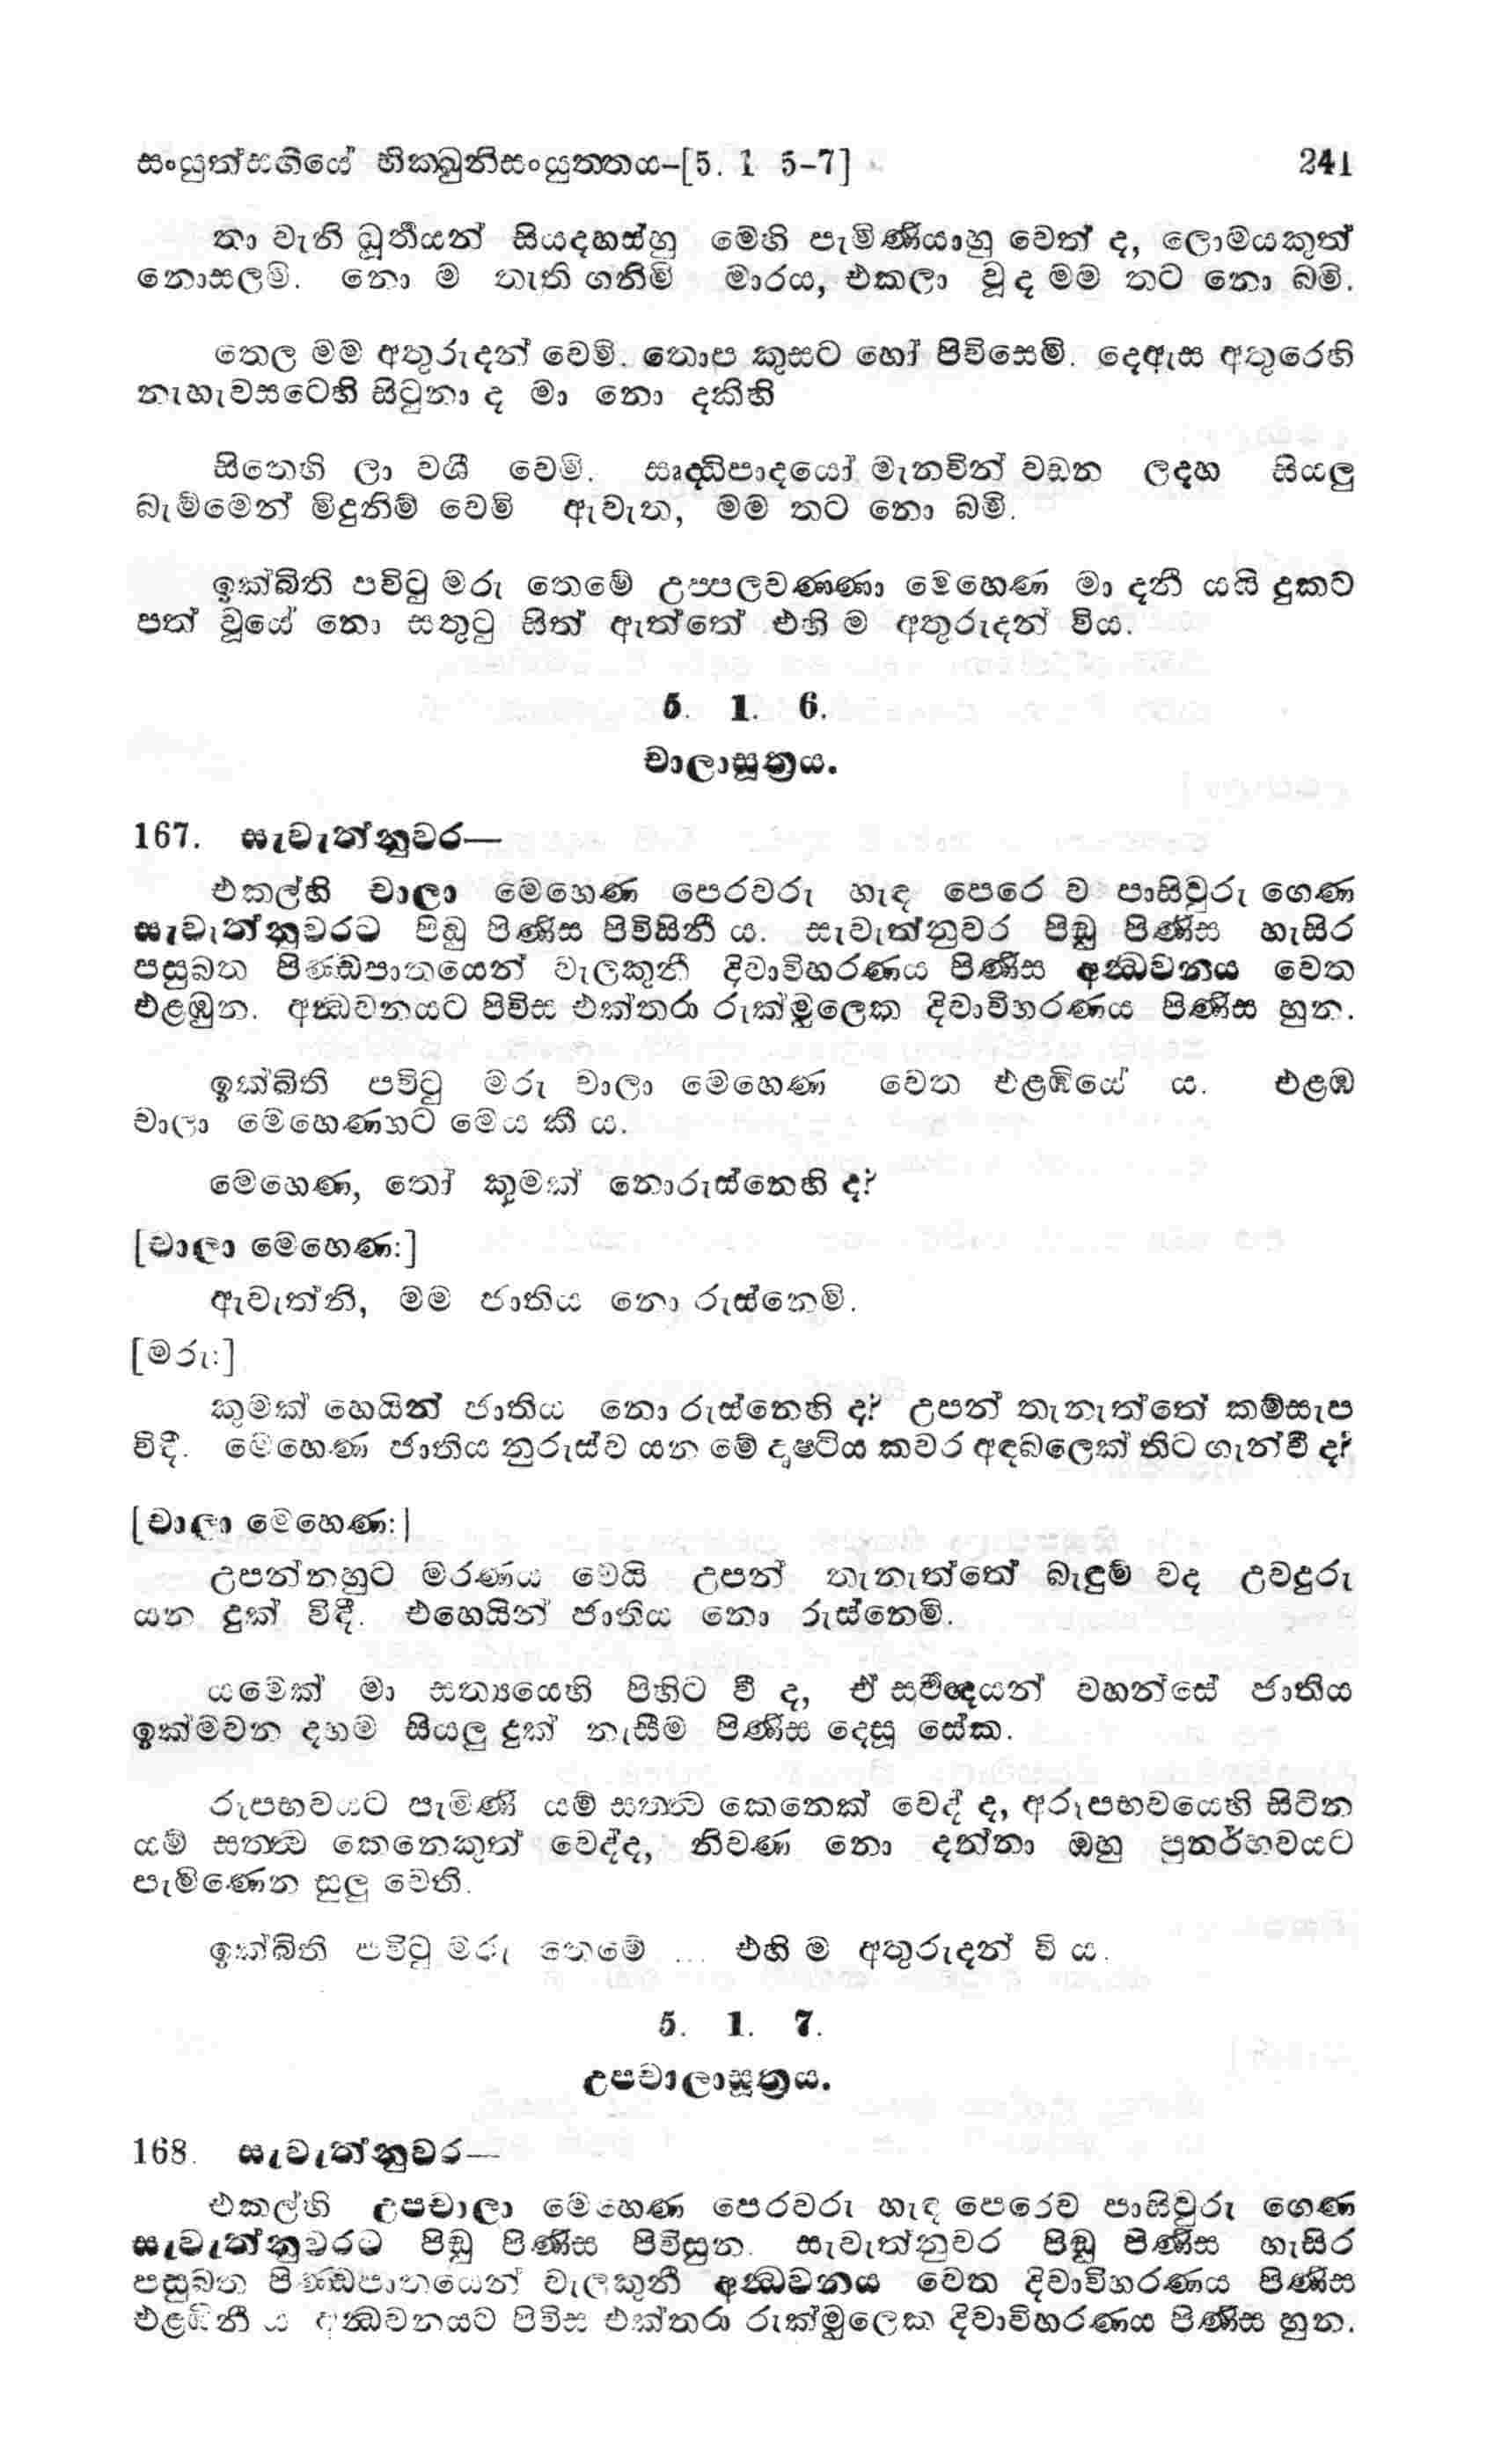 සංයුත්සඟියේ භික්ඛුනිසංයුත්තය-[5. 1 5-7] 241
තා වැනි ධූර්තයන් සියදහස්හු මෙහි පැමිණියාහු වෙත් ද, ලොමයකුත්
නොසලමි. නො ම තැති ගනිමි මාරය, එකලා වූ ද මම තට නො බමි.
තෙල මම අතුරුදන් වෙමි. තොප කුසට හෝ පිවිසෙමි. දෙඇස අතුරෙහි
නැහැවසටෙහි සිටුනා ද මා නො දකිහි
සිතෙහි ලා වශී වෙමි. සෘද්ධිපාදයෝ මැනවින් වඩන ලදහ සියලු
බැම්මෙන් මිදුනිම් වෙමි ඇවැත, මම තට නො බමි.
ඉක්බිති පවිටු මරු තෙමේ උප්පලවණ්ණා මෙහෙණ මා දනී යයි දුකට
පත් වූයේ නො සතුටු සිත් ඇත්තේ එහි ම අතුරුදන් විය.
5. 1. 6.
චාලාසූත්‍රය.
167. සැවැත්නුවර—
එකල්හි චාලා මෙහෙණ පෙරවරු හැඳ පෙරෙ ව පාසිවුරු ගෙණ
සැවැත්නුවරට පිඬු පිණිස පිවිසිනී ය. සැවැත්නුවර පිඬු පිණිස හැසිර
පසුබත පිණ්ඩපාතයෙන් වැලකුනී දිවාවිහරණය පිණිස අන්ධවනය වෙත
එළඹුන. අන්ධවනයට පිවිස එක්තරා රුක්මුලෙක දිවාවිහරණය පිණිස හුන.
ඉක්බිති පවිටු මරු චාලා මෙහෙණ වෙත එළඹියේ ය. එළඹ
චාලා මෙහෙණහට මෙය කී ය.
මෙහෙණ, තෝ කුමක් නොරුස්නෙහි ද?
[චාලා මෙහෙණ:]
ඇවැත්නි, මම ජාතිය නො රුස්නෙමි.
[මරු:]
කුමක් හෙයින් ජාතිය නො රුස්නෙහි ද? උපන් තැනැත්තේ කම්සැප
විඳී. මෙහෙණ ජාතිය නුරුස්ව යන මේ දෘෂ්ටිය කවර අඳබලෙක් තිට ගැන්වී ද?
[චාලා මෙහෙණ:]
උපන්නහුට මරණය වෙයි උපන් තැනැත්තේ බැඳුම් වද උවදුරු
යන දුක් විඳී. එහෙයින් ජාතිය නො රුස්නෙමි.
යමෙක් මා සත්‍යයෙහි පිහිට වී ද, ඒ සර්වඥයන් වහන්සේ ජාතිය
ඉක්මවන දහම සියලු දුක් නැසීම පිණිස දෙසූ සේක.
රූපභවයට පැමිණි යම් සත්ත්ව කෙනෙක් වෙද් ද, අරූපභවයෙහි සිටින
යම් සත්ත්ව කෙනෙකුත් වෙද්ද, නිවණ නො දන්නා ඔහු පුනර්භවයට
පැමිණෙන සුලු වෙති.
ඉක්බිති පවිටු මරු තෙමේ ... එහි ම අතුරුදන් වි ය.
5. 1. 7.
උපචාලාසූත්‍රය.
168. සැවැත්නුවර—
එකල්හි උපචාලා මෙහෙණ පෙරවරු හැඳ පෙරෙව පාසිවුරු ගෙණ
සැවැත්නුවරට පිඬු පිණිස පිවිසුන. සැවැත්නුවර පිඬු පිණිස හැසිර
පසුබත පිණ්ඩපාතයෙන් වැලකුනී අන්ධවනය වෙත දිවාවිහරණය පිණිස
එළඹිනී ය අන්ධවනයට පිවිස එක්තරා රුක්මුලෙක දිවාවිහරණය පිණිස හුන.